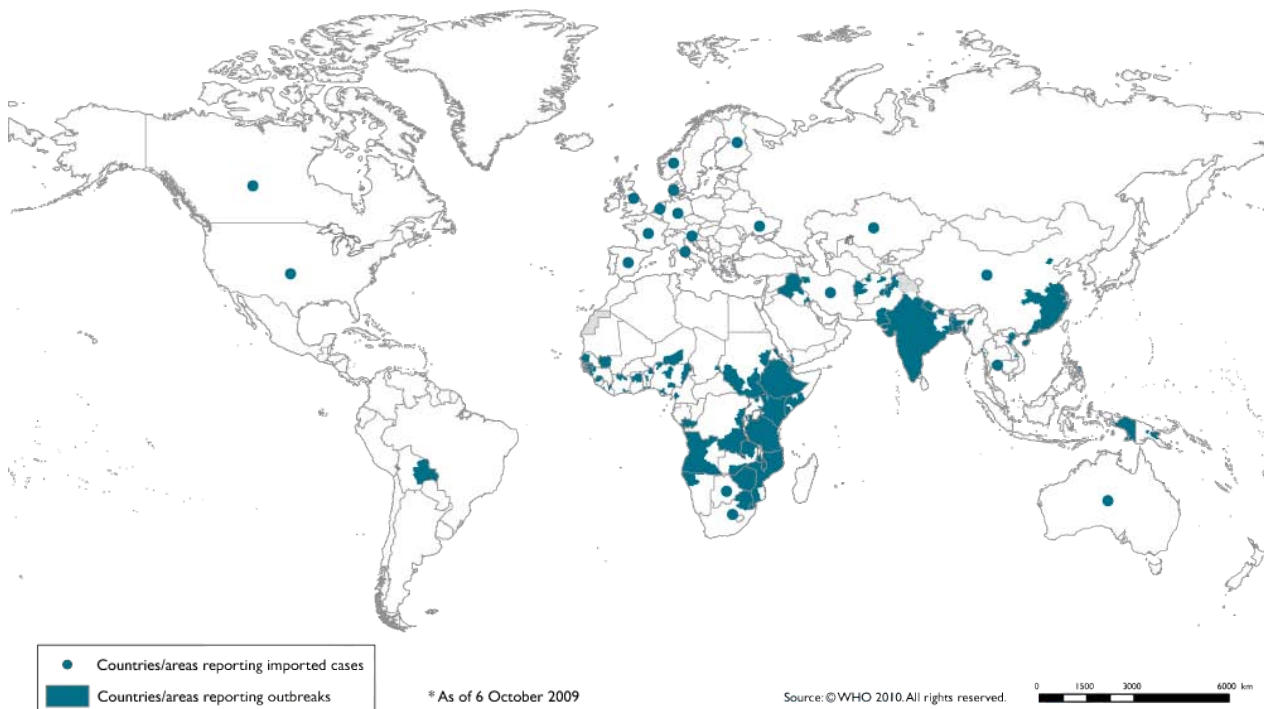 Countries/areas reporting imported cases
Countries/areas reporting outbreaks
* As of 6 October 2009
Source: © WHO 2010. All rights reserved.
0 1500 3000 6000 km